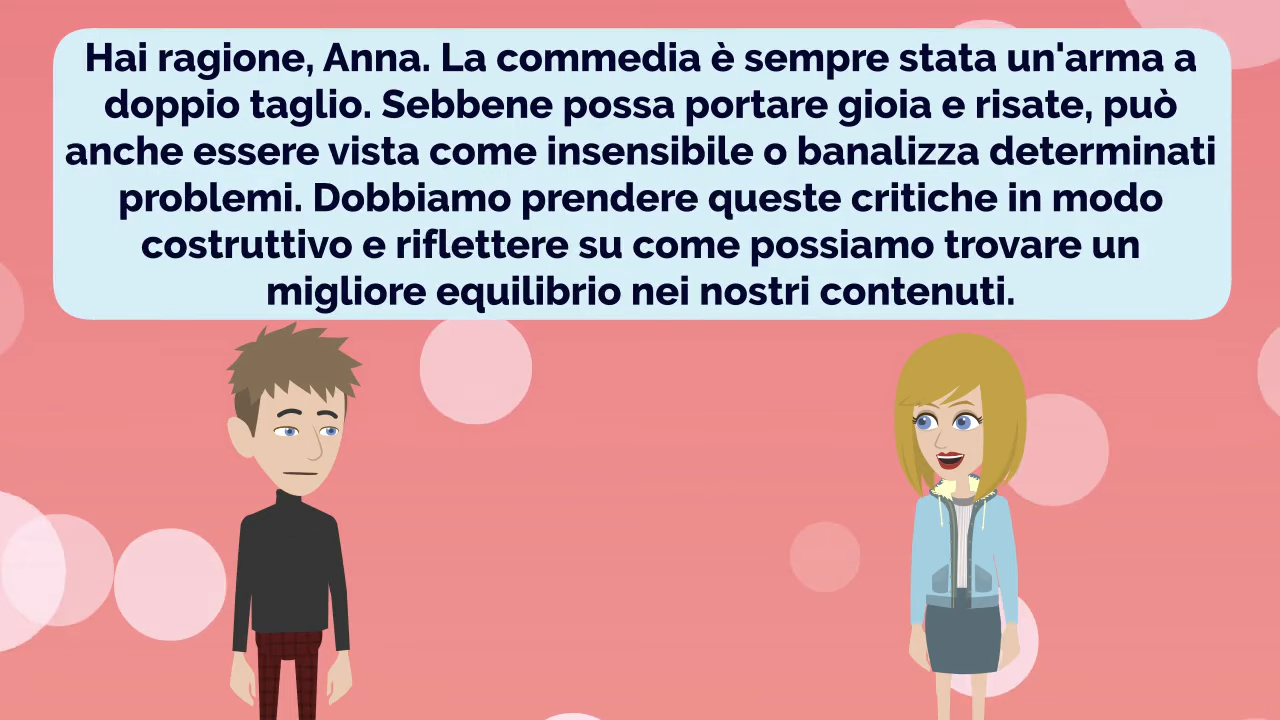 Hai ragione, Anna. La commedia è sempre stata un'arma a
doppio taglio. Sebbene possa portare gioia e risate, può
anche essere vista come insensibile o banalizza determinati
problemi. Dobbiamo prendere queste critiche in modo
costruttivo e riflettere su come possiamo trovare un
migliore equilibrio nei nostri contenuti.